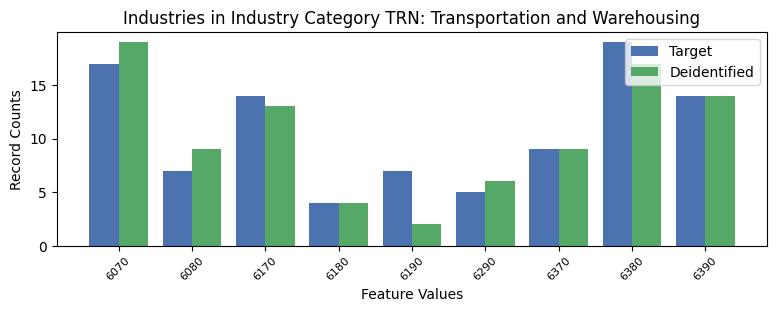 Industries in Industry Category TRN: Transportation and Warehousing
Target
Deidentified
Record Counts
15
10
5
0
6070
6080
6170
6180
6190
6290
6370
6380
6390
Feature Values